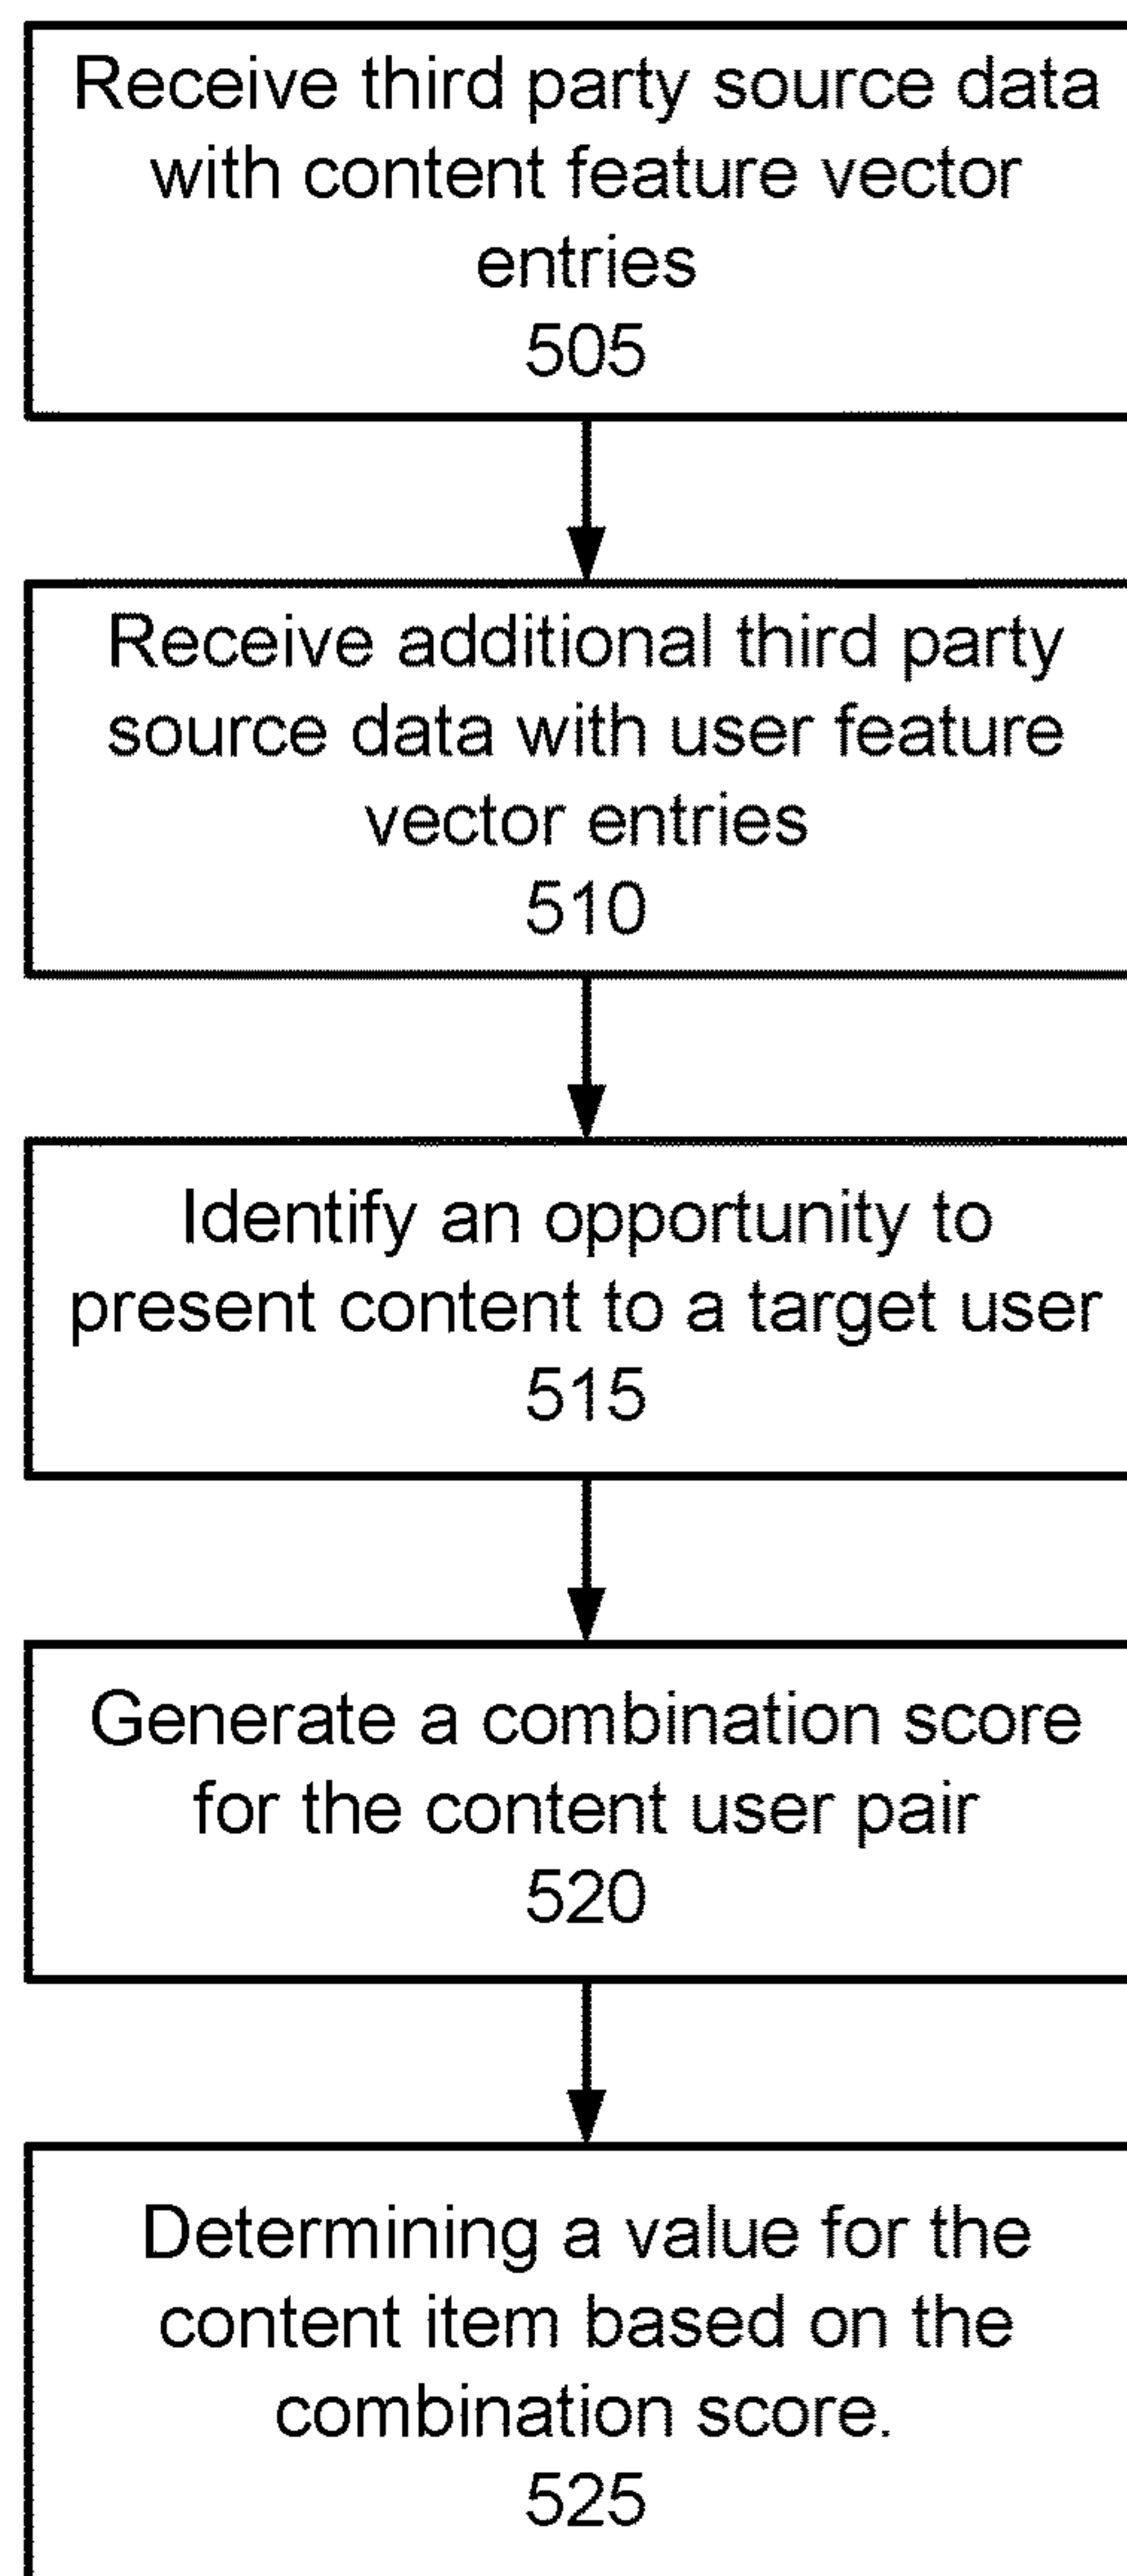 Receive third party source data
with content feature vector
entries
505
Receive additional third party
source data with user feature
vector entries
510
Identify an opportunity to
present content to a target user
515
Generate a combination score
for the content user pair
520
Determining a value for the
content item based on the
combination score.
525